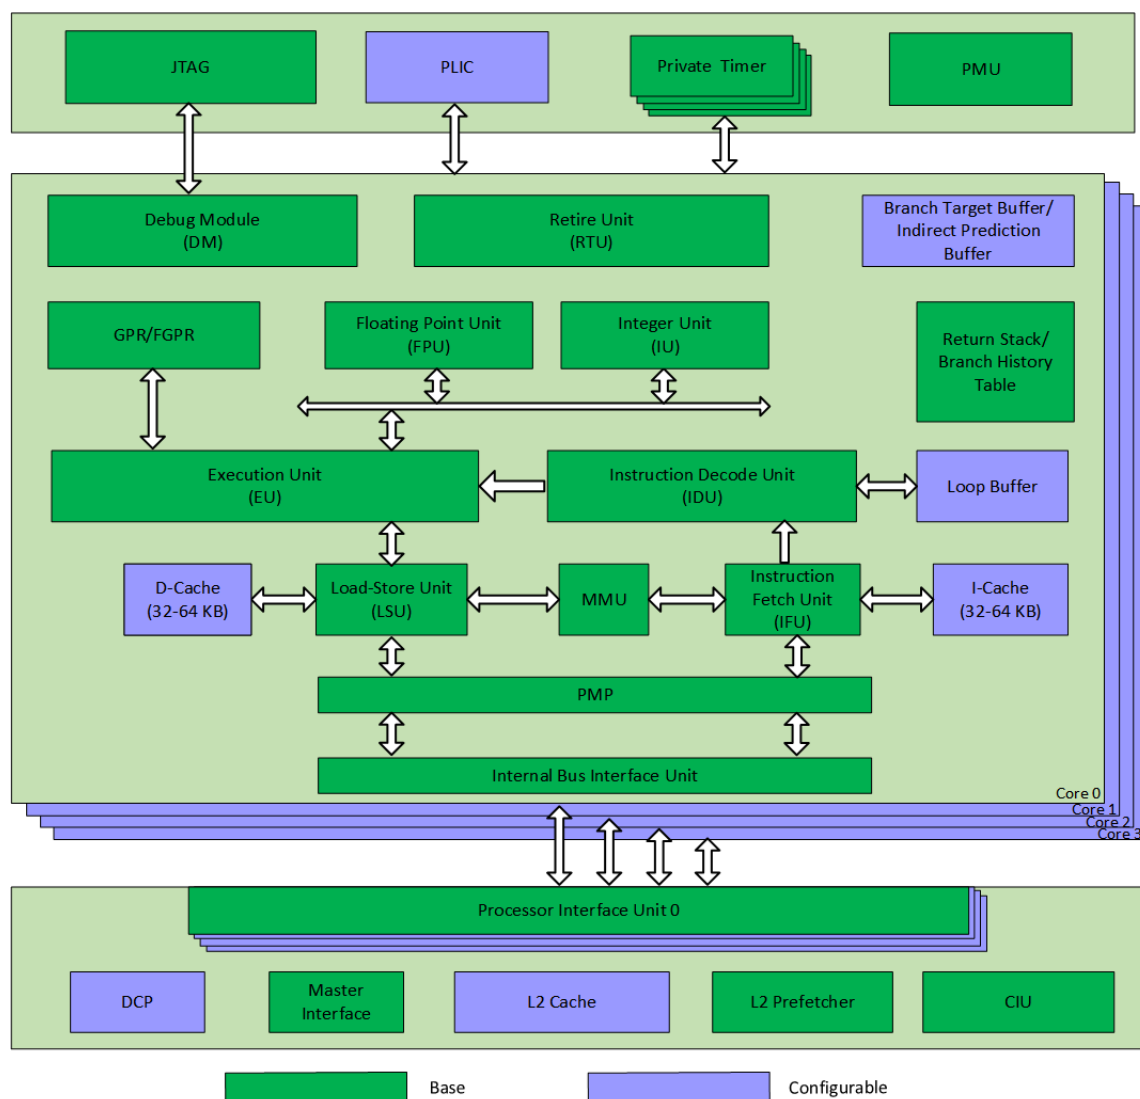 JTAG
PLIC
Private Timer
PMU
Debug Module
(DM)
Retire Unit
(RTU)
Branch Target Buffer/
Indirect Prediction
Buffer
GPR/FGPR
Floating Point Unit
(FPU)
Integer Unit
(IU)
Return Stack/
Branch History
Table
Execution Unit
(EU)
Instruction Decode Unit
(IDU)
Loop Buffer
D-Cache
(32-64 KB)
Load-Store Unit
(LSU)
MMU
Instruction
Fetch Unit
(IFU)
I-Cache
(32-64 KB)
PMP
Internal Bus Interface Unit
Core 0
Core 1
Core 2
Core 3
Processor Interface Unit 0
DCP
Master
Interface
L2 Cache
L2 Prefetcher
CIU
Base
Configurable